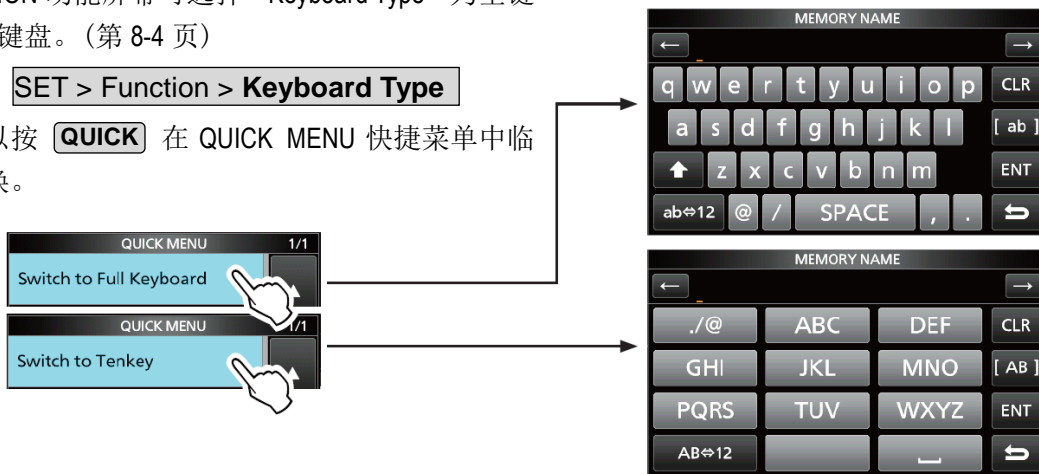 ION 功能屏幕可选择 "Keyboard Type" 为全键
键盘。(第 8-4 页)
SET > Function > Keyboard Type
以按 QUICK 在 QUICK MENU 快捷菜单中临
换。
QUICK MENU 1/1
Switch to Full Keyboard
QUICK MENU 1/1
Switch to Tenkey
MEMORY NAME
← →
q w e r t y u i o p CLR
a s d f g h j k l [ ab ]
z x c v b n m ENT
ab⇔12 @ / SPACE , .
MEMORY NAME
← →
./@ ABC DEF CLR
GHI JKL MNO [ AB ]
PQRS TUV WXYZ ENT
AB⇔12